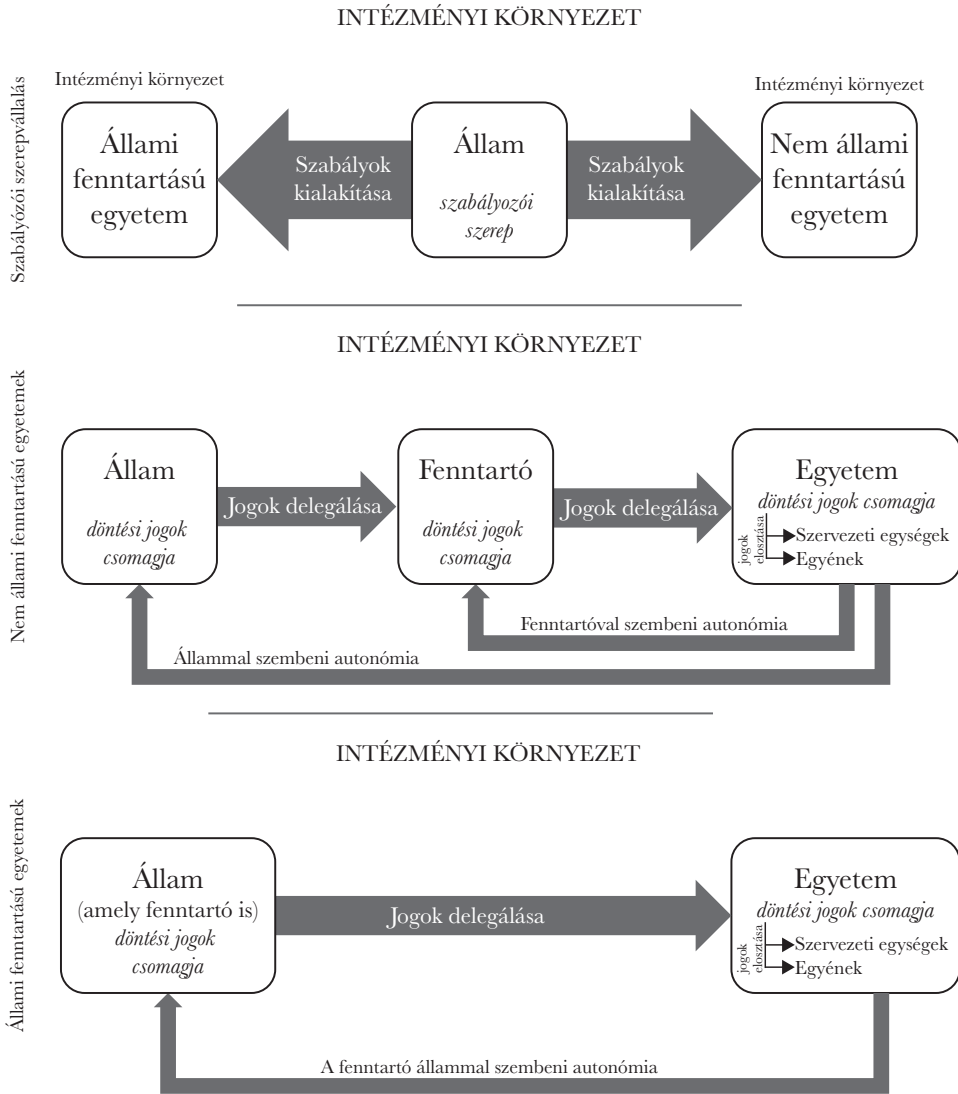 INTÉZMÉNYI KÖRNYEZET
Szabályozói szerepvállalás
Intézményi környezet
Állami
fenntartású
egyetem
Szabályok
kialakítása
Állam
szabályozói
szerep
Szabályok
kialakítása
Intézményi környezet
Nem állami
fenntartású
egyetem
INTÉZMÉNYI KÖRNYEZET
Nem állami fenntartású egyetemek
Állam
döntési jogok
csomagja
Jogok delegálása
Fenntartó
döntési jogok
csomagja
Jogok delegálása
Egyetem
döntési jogok csomagja
jogok
elosztása
Szervezeti egységek
Egyének
Fenntartóval szembeni autonómia
Állammal szembeni autonómia
INTÉZMÉNYI KÖRNYEZET
Állami fenntartású egyetemek
Állam
(amely fenntartó is)
döntési jogok
csomagja
Jogok delegálása
Egyetem
döntési jogok csomagja
jogok
elosztása
Szervezeti egységek
Egyének
A fenntartó állammal szembeni autonómia